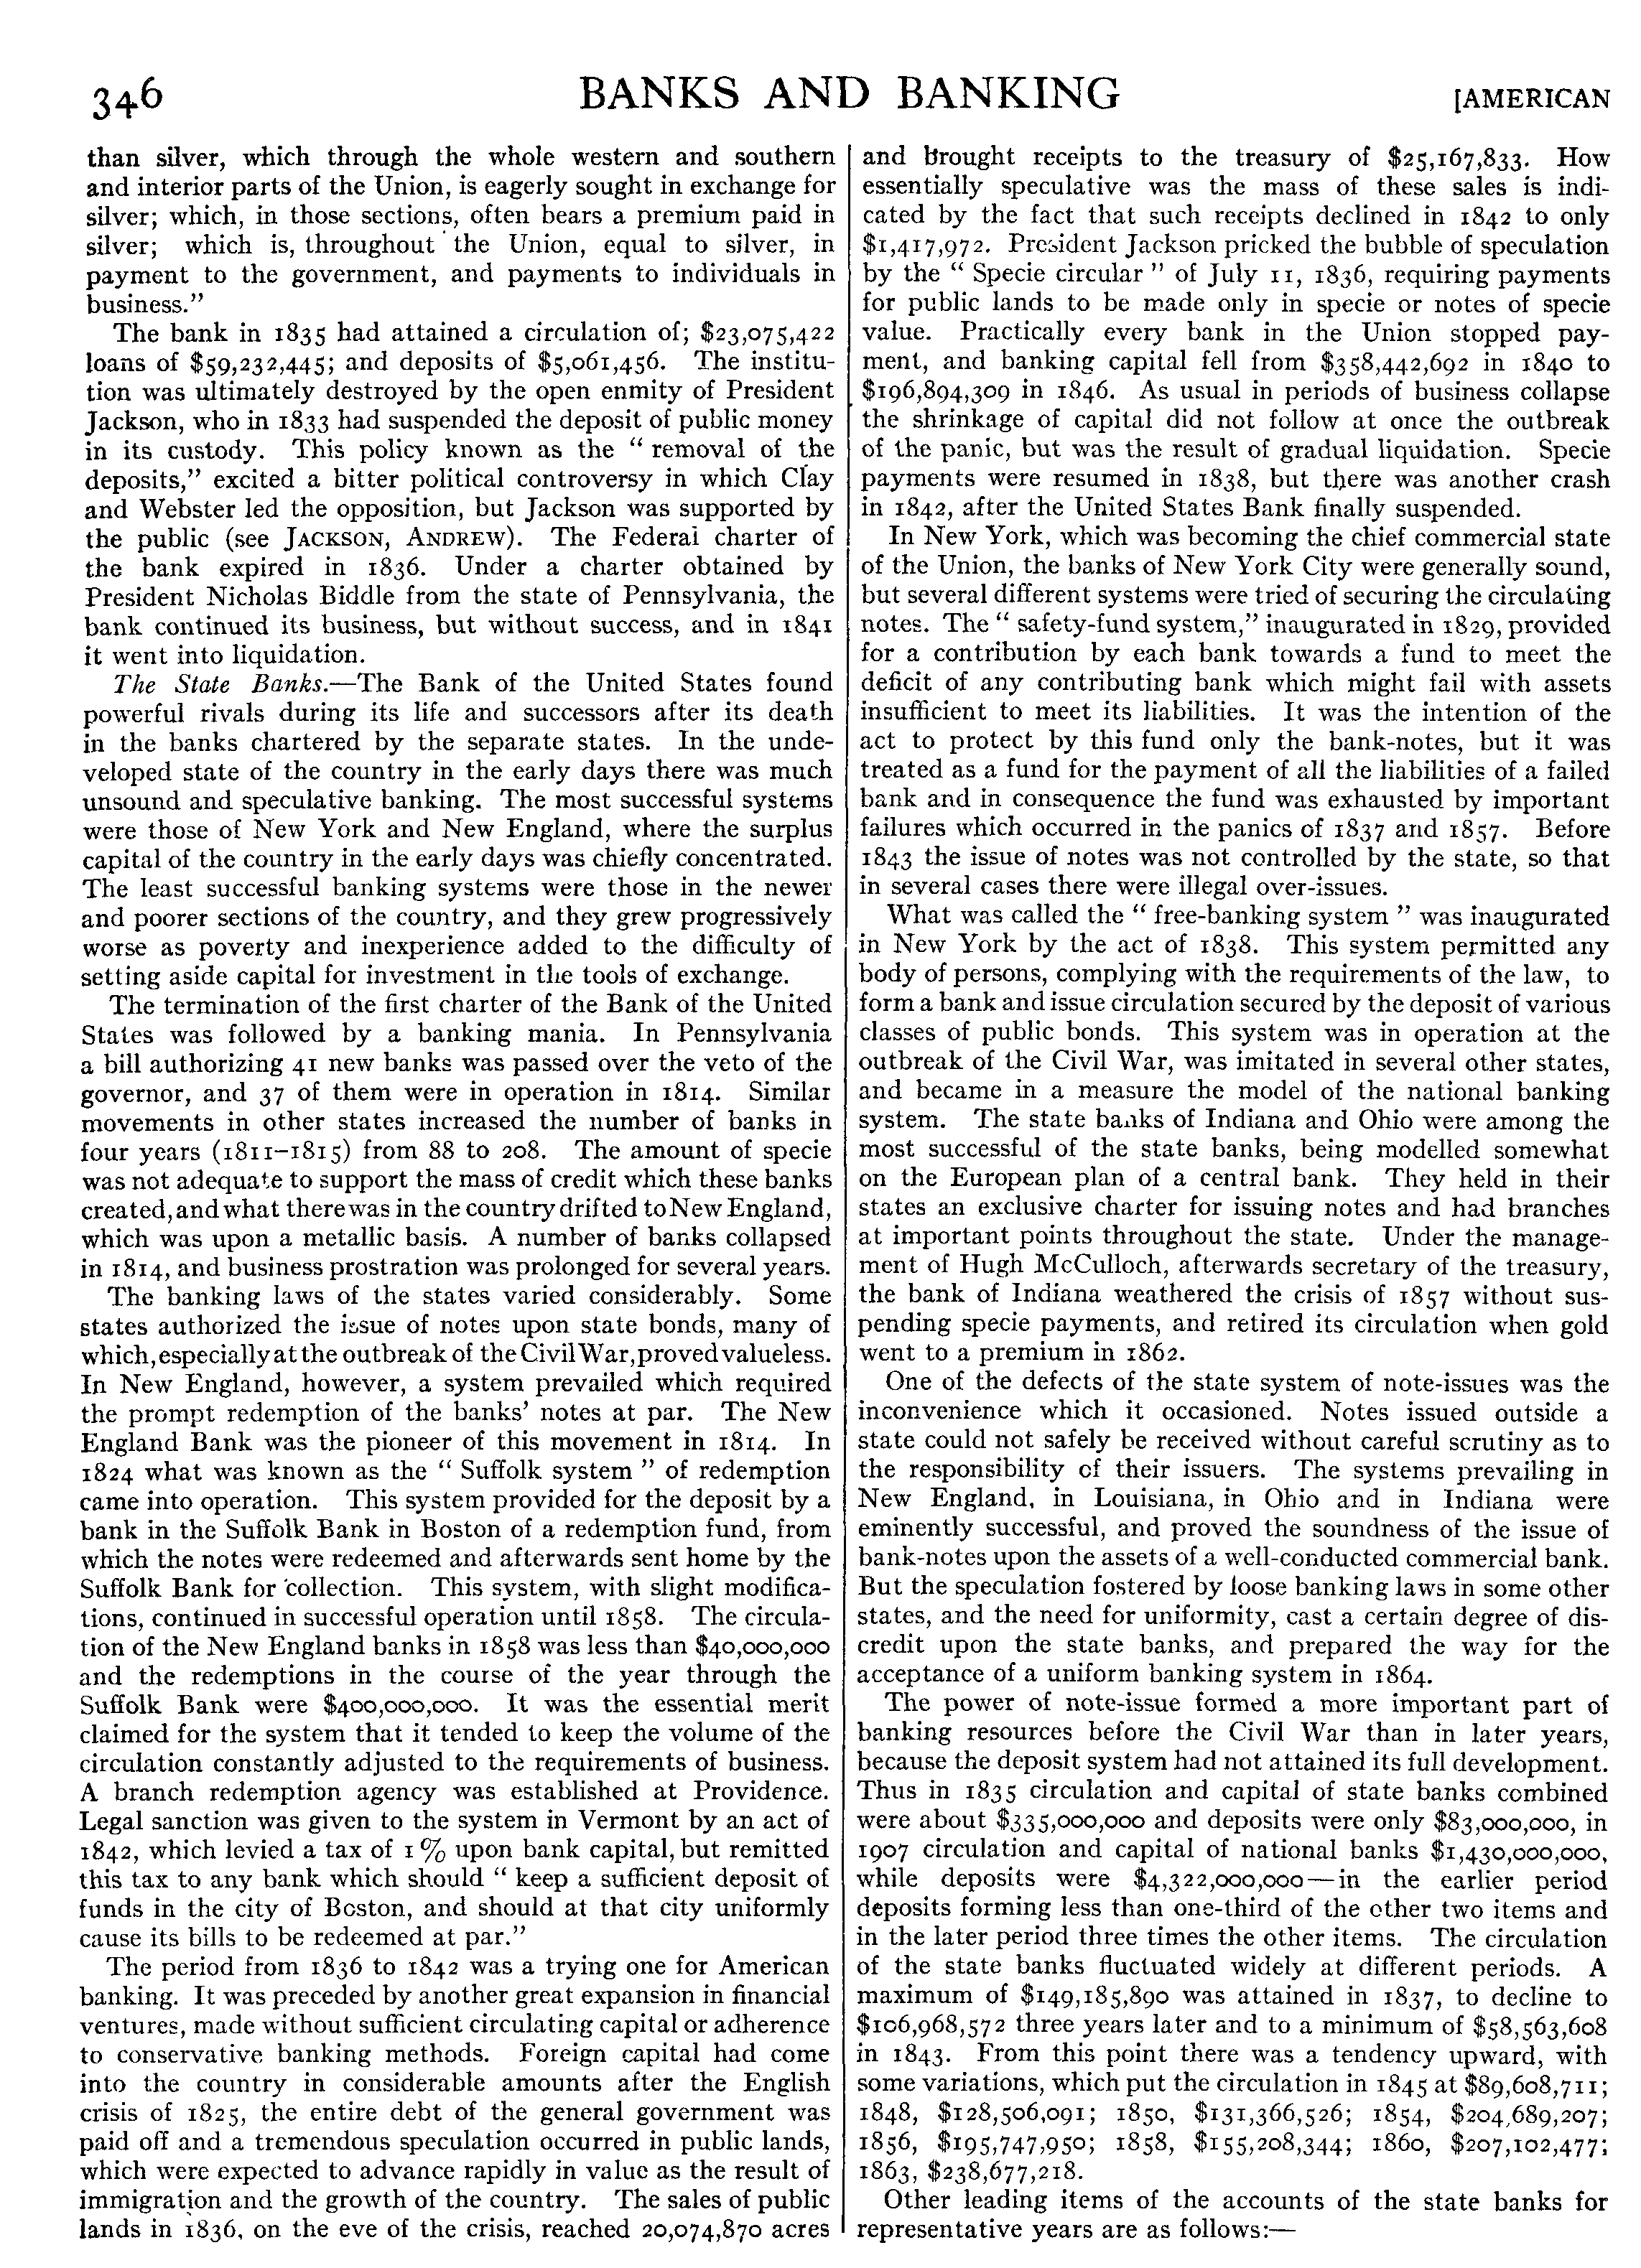 346
BANKS AND BANKING
[AMERICAN
than silver, which through the whole western and southern
and interior parts of the Union, is eagerly sought in exchange for
silver; which, in those sections, often bears a premium paid in
silver; which is, throughout the Union, equal to silver, in
payment to the government, and payments to individuals in
business.”
The bank in 1835 had attained a circulation of; $23,075,422
loans of $59,232,445; and deposits of $5,061,456. The institu-
tion was ultimately destroyed by the open enmity of President
Jackson, who in 1833 had suspended the deposit of public money
in its custody. This policy known as the “ removal of the
deposits,” excited a bitter political controversy in which Clay
and Webster led the opposition, but Jackson was supported by
the public (see JACKSON, ANDREW). The Federal charter of
the bank expired in 1836. Under a charter obtained by
President Nicholas Biddle from the state of Pennsylvania, the
bank continued its business, but without success, and in 1841
it went into liquidation.
The State Banks.—The Bank of the United States found
powerful rivals during its life and successors after its death
in the banks chartered by the separate states. In the unde-
veloped state of the country in the early days there was much
unsound and speculative banking. The most successful systems
were those of New York and New England, where the surplus
capital of the country in the early days was chiefly concentrated.
The least successful banking systems were those in the newer
and poorer sections of the country, and they grew progressively
worse as poverty and inexperience added to the difficulty of
setting aside capital for investment in the tools of exchange.
The termination of the first charter of the Bank of the United
States was followed by a banking mania. In Pennsylvania
a bill authorizing 41 new banks was passed over the veto of the
governor, and 37 of them were in operation in 1814. Similar
movements in other states increased the number of banks in
four years (1811–1815) from 88 to 208. The amount of specie
was not adequate to support the mass of credit which these banks
created, and what there was in the country drifted to New England,
which was upon a metallic basis. A number of banks collapsed
in 1814, and business prostration was prolonged for several years.
The banking laws of the states varied considerably. Some
states authorized the issue of notes upon state bonds, many of
which, especially at the outbreak of the Civil War, proved valueless.
In New England, however, a system prevailed which required
the prompt redemption of the banks’ notes at par. The New
England Bank was the pioneer of this movement in 1814. In
1824 what was known as the “ Suffolk system ” of redemption
came into operation. This system provided for the deposit by a
bank in the Suffolk Bank in Boston of a redemption fund, from
which the notes were redeemed and afterwards sent home by the
Suffolk Bank for collection. This system, with slight modifica-
tions, continued in successful operation until 1858. The circula-
tion of the New England banks in 1858 was less than $40,000,000
and the redemptions in the course of the year through the
Suffolk Bank were $400,000,000. It was the essential merit
claimed for the system that it tended to keep the volume of the
circulation constantly adjusted to the requirements of business.
A branch redemption agency was established at Providence.
Legal sanction was given to the system in Vermont by an act of
1842, which levied a tax of 1 % upon bank capital, but remitted
this tax to any bank which should “ keep a sufficient deposit of
funds in the city of Boston, and should at that city uniformly
cause its bills to be redeemed at par.”
The period from 1836 to 1842 was a trying one for American
banking. It was preceded by another great expansion in financial
ventures, made without sufficient circulating capital or adherence
to conservative banking methods. Foreign capital had come
into the country in considerable amounts after the English
crisis of 1825, the entire debt of the general government was
paid off and a tremendous speculation occurred in public lands,
which were expected to advance rapidly in value as the result of
immigration and the growth of the country. The sales of public
lands in 1836, on the eve of the crisis, reached 20,074,870 acres
and brought receipts to the treasury of $25,167,833. How
essentially speculative was the mass of these sales is indi-
cated by the fact that such receipts declined in 1842 to only
$1,417,972. President Jackson pricked the bubble of speculation
by the “ Specie circular ” of July 11, 1836, requiring payments
for public lands to be made only in specie or notes of specie
value. Practically every bank in the Union stopped pay-
ment, and banking capital fell from $358,442,692 in 1840 to
$196,894,309 in 1846. As usual in periods of business collapse
the shrinkage of capital did not follow at once the outbreak
of the panic, but was the result of gradual liquidation. Specie
payments were resumed in 1838, but there was another crash
in 1842, after the United States Bank finally suspended.
In New York, which was becoming the chief commercial state
of the Union, the banks of New York City were generally sound,
but several different systems were tried of securing the circulating
notes. The “ safety-fund system,” inaugurated in 1829, provided
for a contribution by each bank towards a fund to meet the
deficit of any contributing bank which might fail with assets
insufficient to meet its liabilities. It was the intention of the
act to protect by this fund only the bank-notes, but it was
treated as a fund for the payment of all the liabilities of a failed
bank and in consequence the fund was exhausted by important
failures which occurred in the panics of 1837 and 1857. Before
1843 the issue of notes was not controlled by the state, so that
in several cases there were illegal over-issues.
What was called the “ free-banking system ” was inaugurated
in New York by the act of 1838. This system permitted any
body of persons, complying with the requirements of the law, to
form a bank and issue circulation secured by the deposit of various
classes of public bonds. This system was in operation at the
outbreak of the Civil War, was imitated in several other states,
and became in a measure the model of the national banking
system. The state banks of Indiana and Ohio were among the
most successful of the state banks, being modelled somewhat
on the European plan of a central bank. They held in their
states an exclusive charter for issuing notes and had branches
at important points throughout the state. Under the manage-
ment of Hugh McCulloch, afterwards secretary of the treasury,
the bank of Indiana weathered the crisis of 1857 without sus-
pending specie payments, and retired its circulation when gold
went to a premium in 1862.
One of the defects of the state system of note-issues was the
inconvenience which it occasioned. Notes issued outside a
state could not safely be received without careful scrutiny as to
the responsibility of their issuers. The systems prevailing in
New England, in Louisiana, in Ohio and in Indiana were
eminently successful, and proved the soundness of the issue of
bank-notes upon the assets of a well-conducted commercial bank.
But the speculation fostered by loose banking laws in some other
states, and the need for uniformity, cast a certain degree of dis-
credit upon the state banks, and prepared the way for the
acceptance of a uniform banking system in 1864.
The power of note-issue formed a more important part of
banking resources before the Civil War than in later years,
because the deposit system had not attained its full development.
Thus in 1835 circulation and capital of state banks combined
were about $335,000,000 and deposits were only $83,000,000, in
1907 circulation and capital of national banks $1,430,000,000,
while deposits were $4,322,000,000—in the earlier period
deposits forming less than one-third of the other two items and
in the later period three times the other items. The circulation
of the state banks fluctuated widely at different periods. A
maximum of $149,185,890 was attained in 1837, to decline to
$106,968,572 three years later and to a minimum of $58,563,608
in 1843. From this point there was a tendency upward, with
some variations, which put the circulation in 1845 at $89,608,711;
1848, $128,506,091; 1850, $131,366,526; 1854, $204,689,207;
1856, $195,747,950; 1858, $155,208,344; 1860, $207,102,477;
1863, $238,677,218.
Other leading items of the accounts of the state banks for
representative years are as follows:—